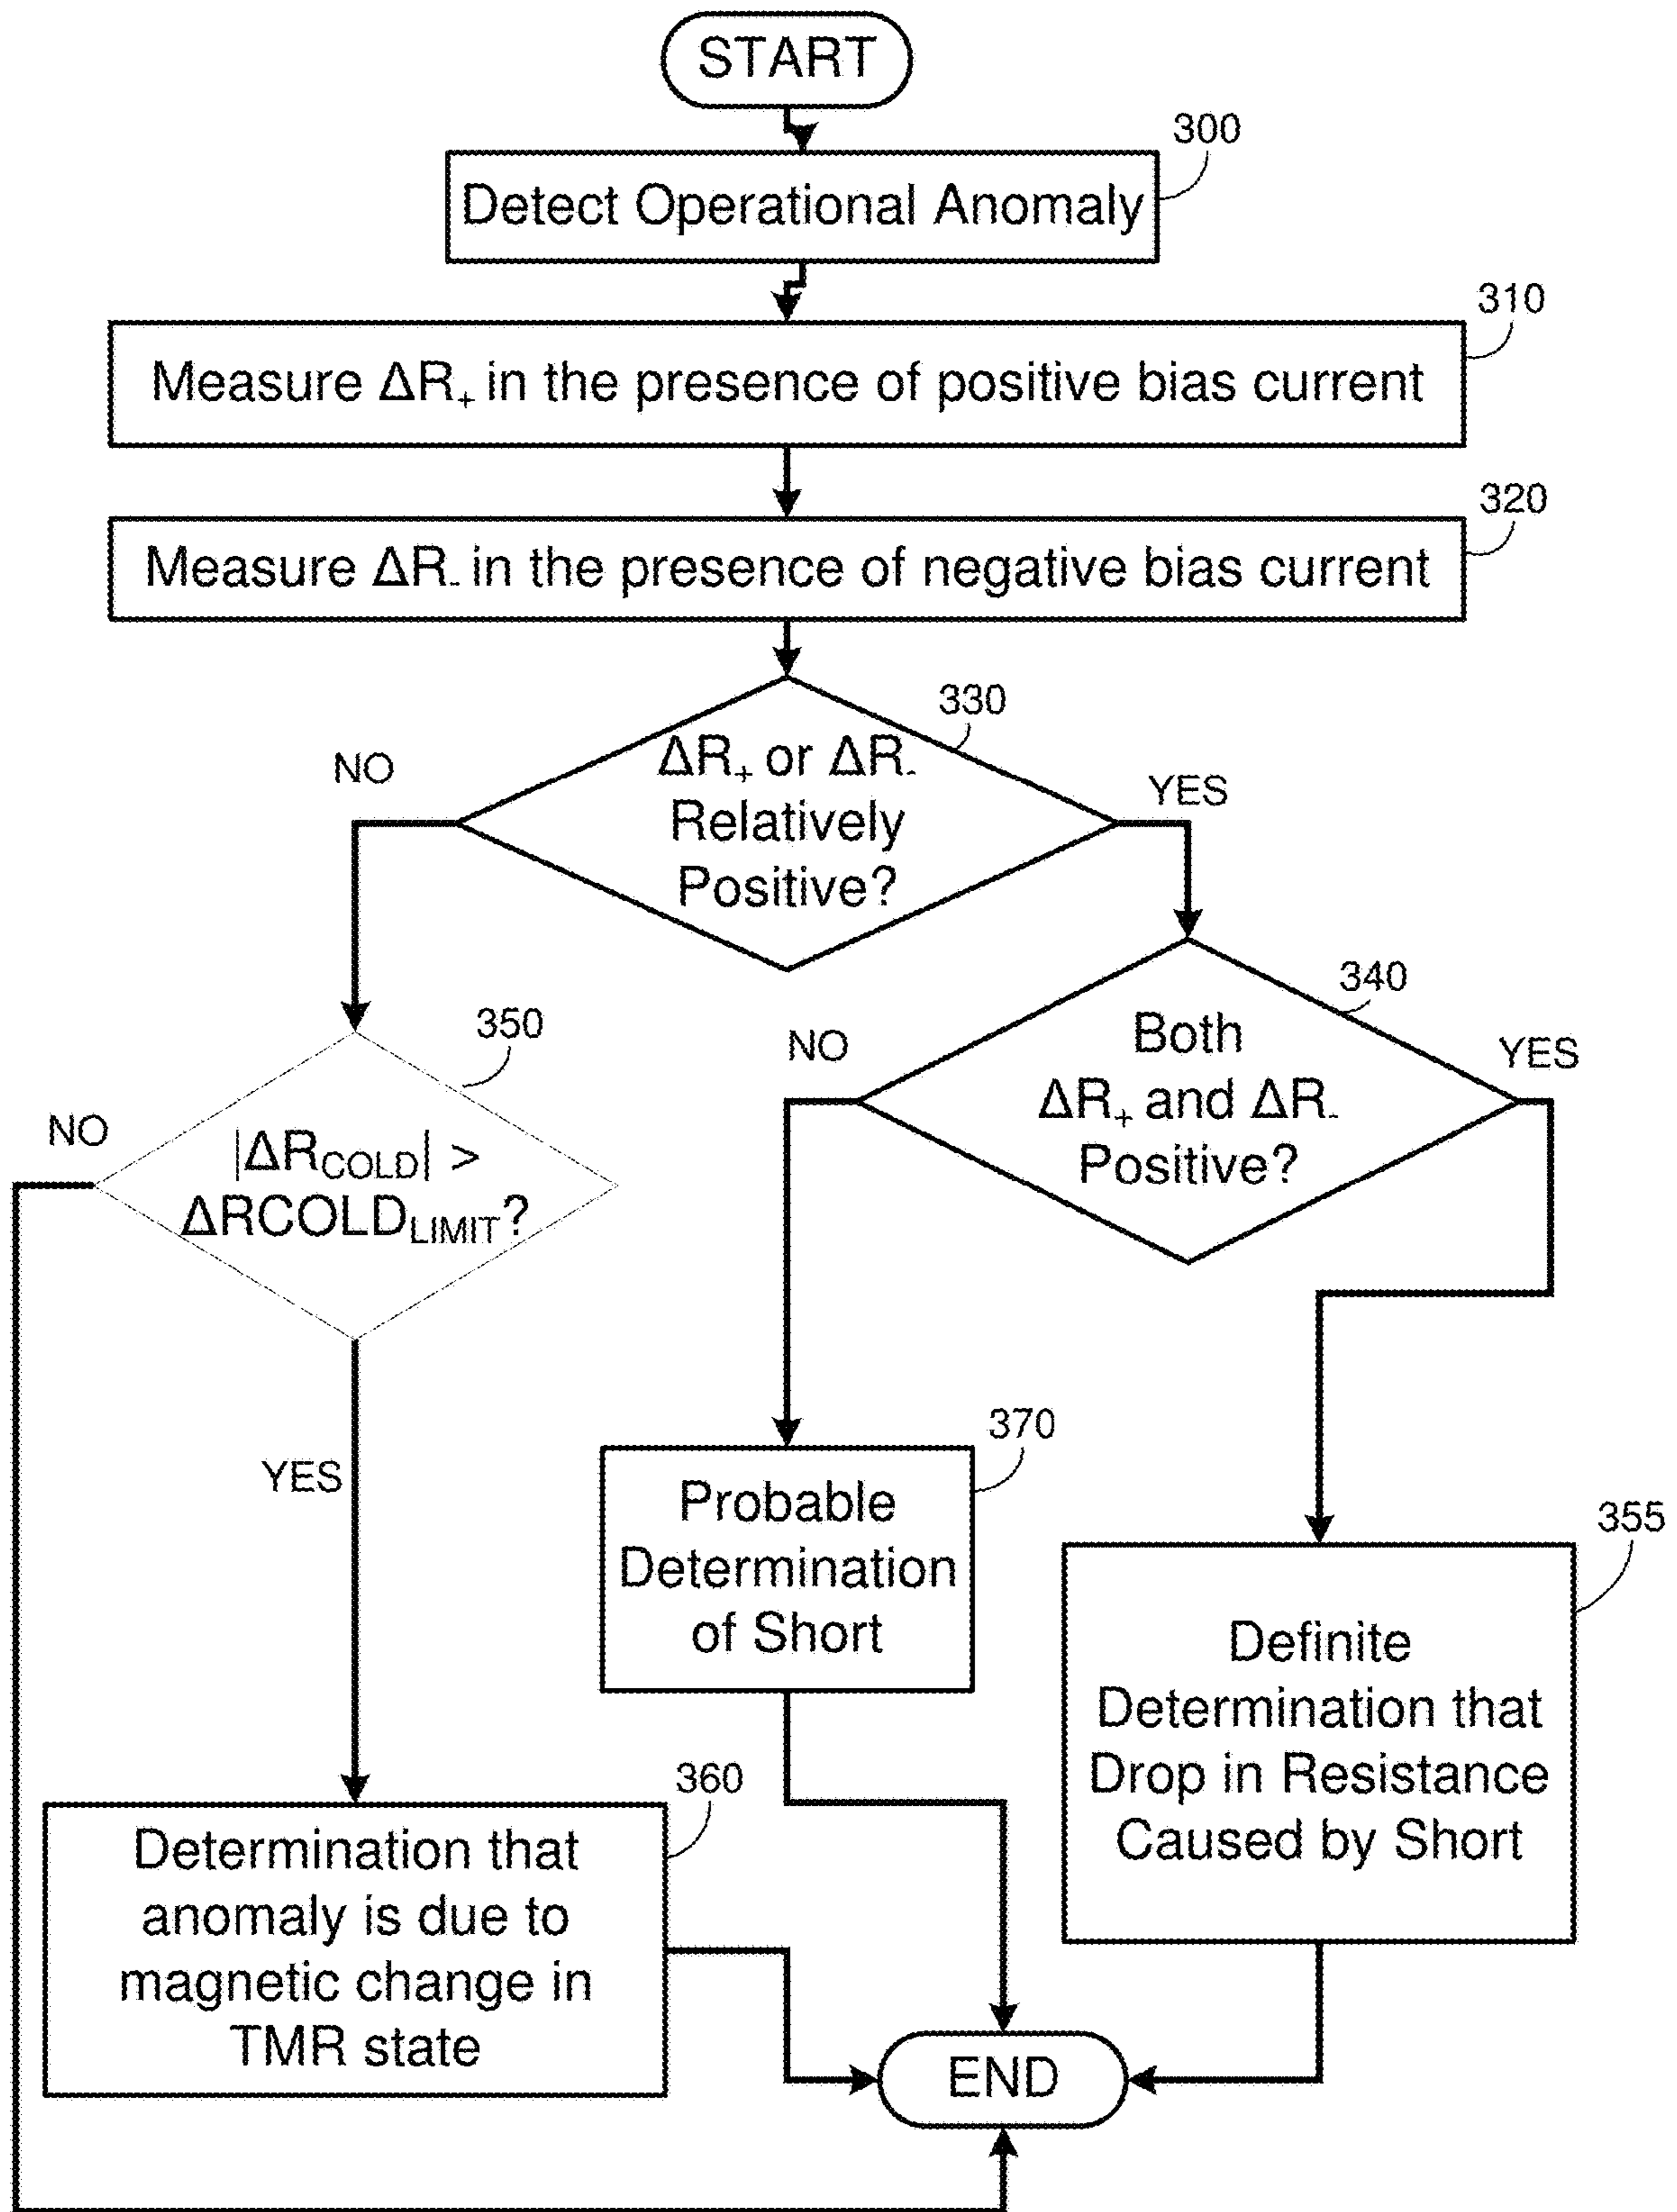 START
300
Detect Operational Anomaly
310
Measure ΔR₊ in the presence of positive bias current
320
Measure ΔR₋ in the presence of negative bias current
330
NO
ΔR₊ or ΔR₋
Relatively
Positive?
YES
340
350
NO
Both
ΔR₊ and ΔR₋
Positive?
YES
NO
|ΔR_COLD| >
ΔRCOLD_LIMIT?
YES
370
Probable
Determination
of Short
355
Definite
Determination that
Drop in Resistance
Caused by Short
360
Determination that
anomaly is due to
magnetic change in
TMR state
END